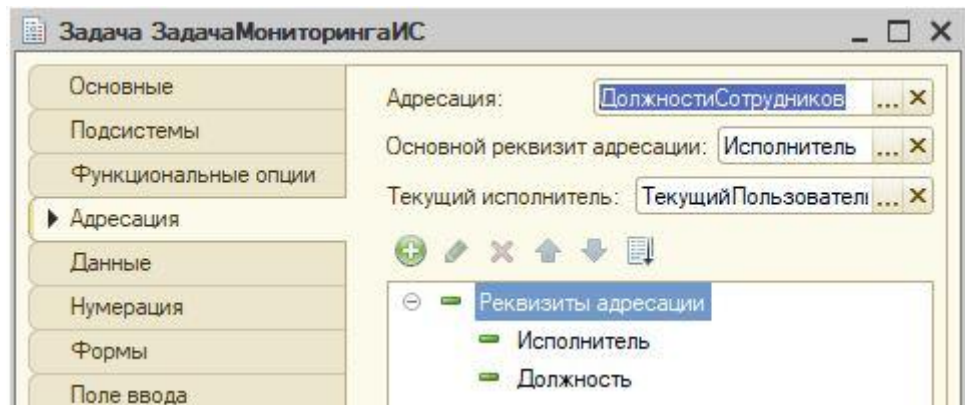 Задача ЗадачаМониторингаИС
Основные
Подсистемы
Функциональные опции
Адресация
Данные
Нумерация
Формы
Поле ввода
Адресация: ДолжностиСотрудников ...
Основной реквизит адресации: Исполнитель ...
Текущий исполнитель: ТекущийПользовател ...
Реквизиты адресации
Исполнитель
Должность